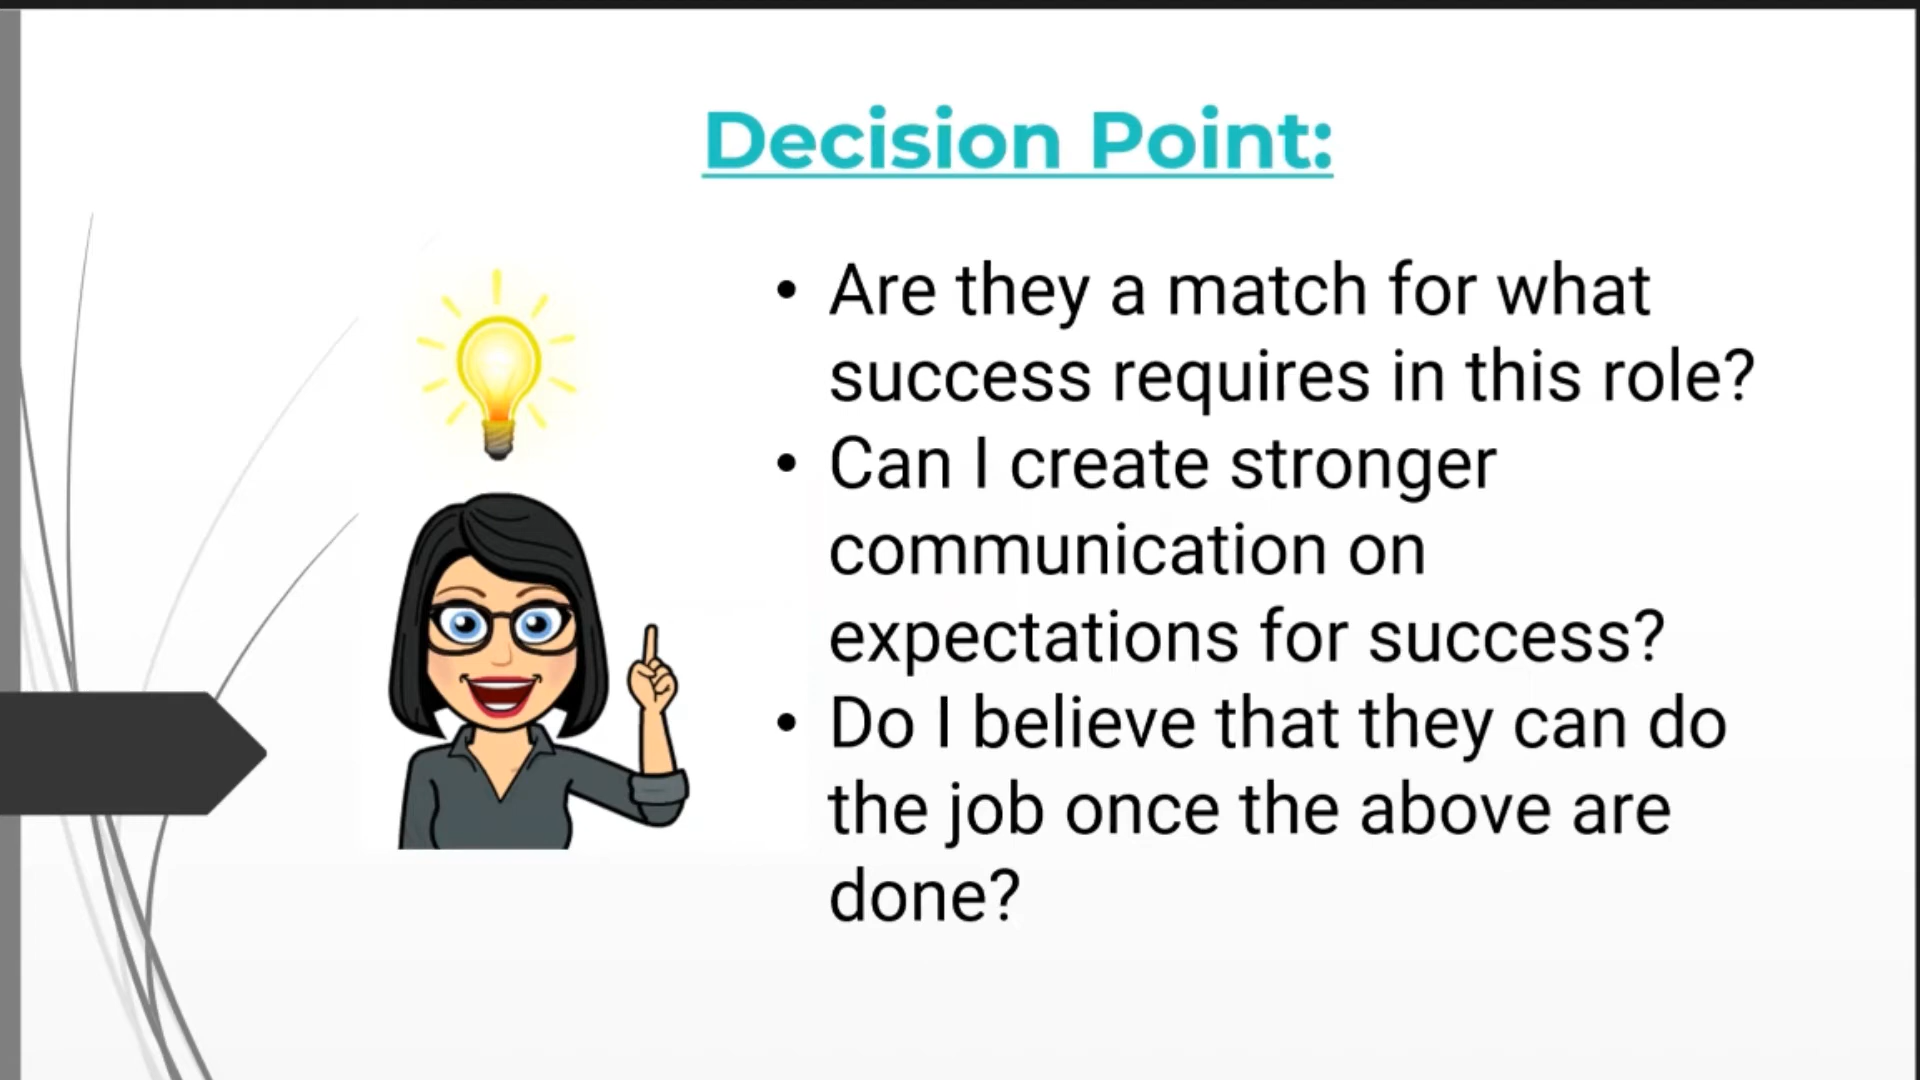 Decision Point:
• Are they a match for what
success requires in this role?
• Can I create stronger
communication on
expectations for success?
• Do I believe that they can do
the job once the above are
done?